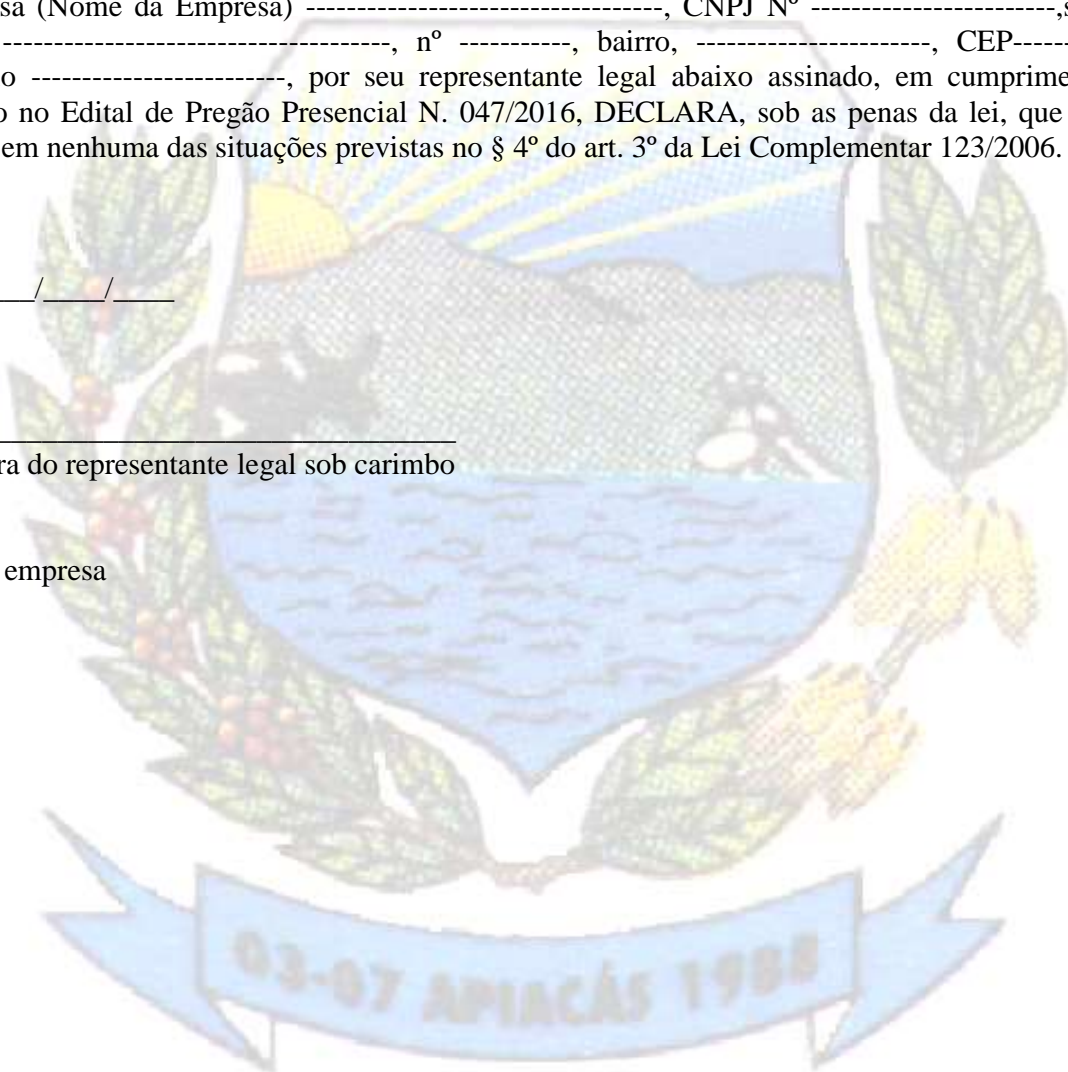 sa (Nome da Empresa) -----------------------------------, CNPJ Nº ------------------------,s
--------------------------------------, nº -----------, bairro, -----------------------, CEP------
o -------------------------, por seu representante legal abaixo assinado, em cumprime
o no Edital de Pregão Presencial N. 047/2016, DECLARA, sob as penas da lei, que
em nenhuma das situações previstas no § 4º do art. 3º da Lei Complementar 123/2006.
___/____/____
______________________________
ra do representante legal sob carimbo
empresa
03-07 APIACÁS 1988